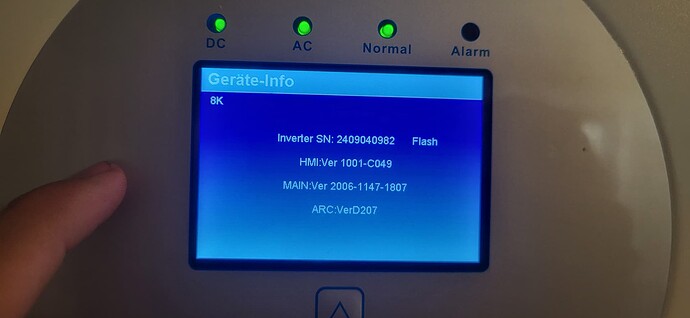 DC AC Normal Alarm
Geräte-Info
8K
Inverter SN: 2409040982 Flash
HMI:Ver 1001-C049
MAIN:Ver 2006-1147-1807
ARC:VerD207